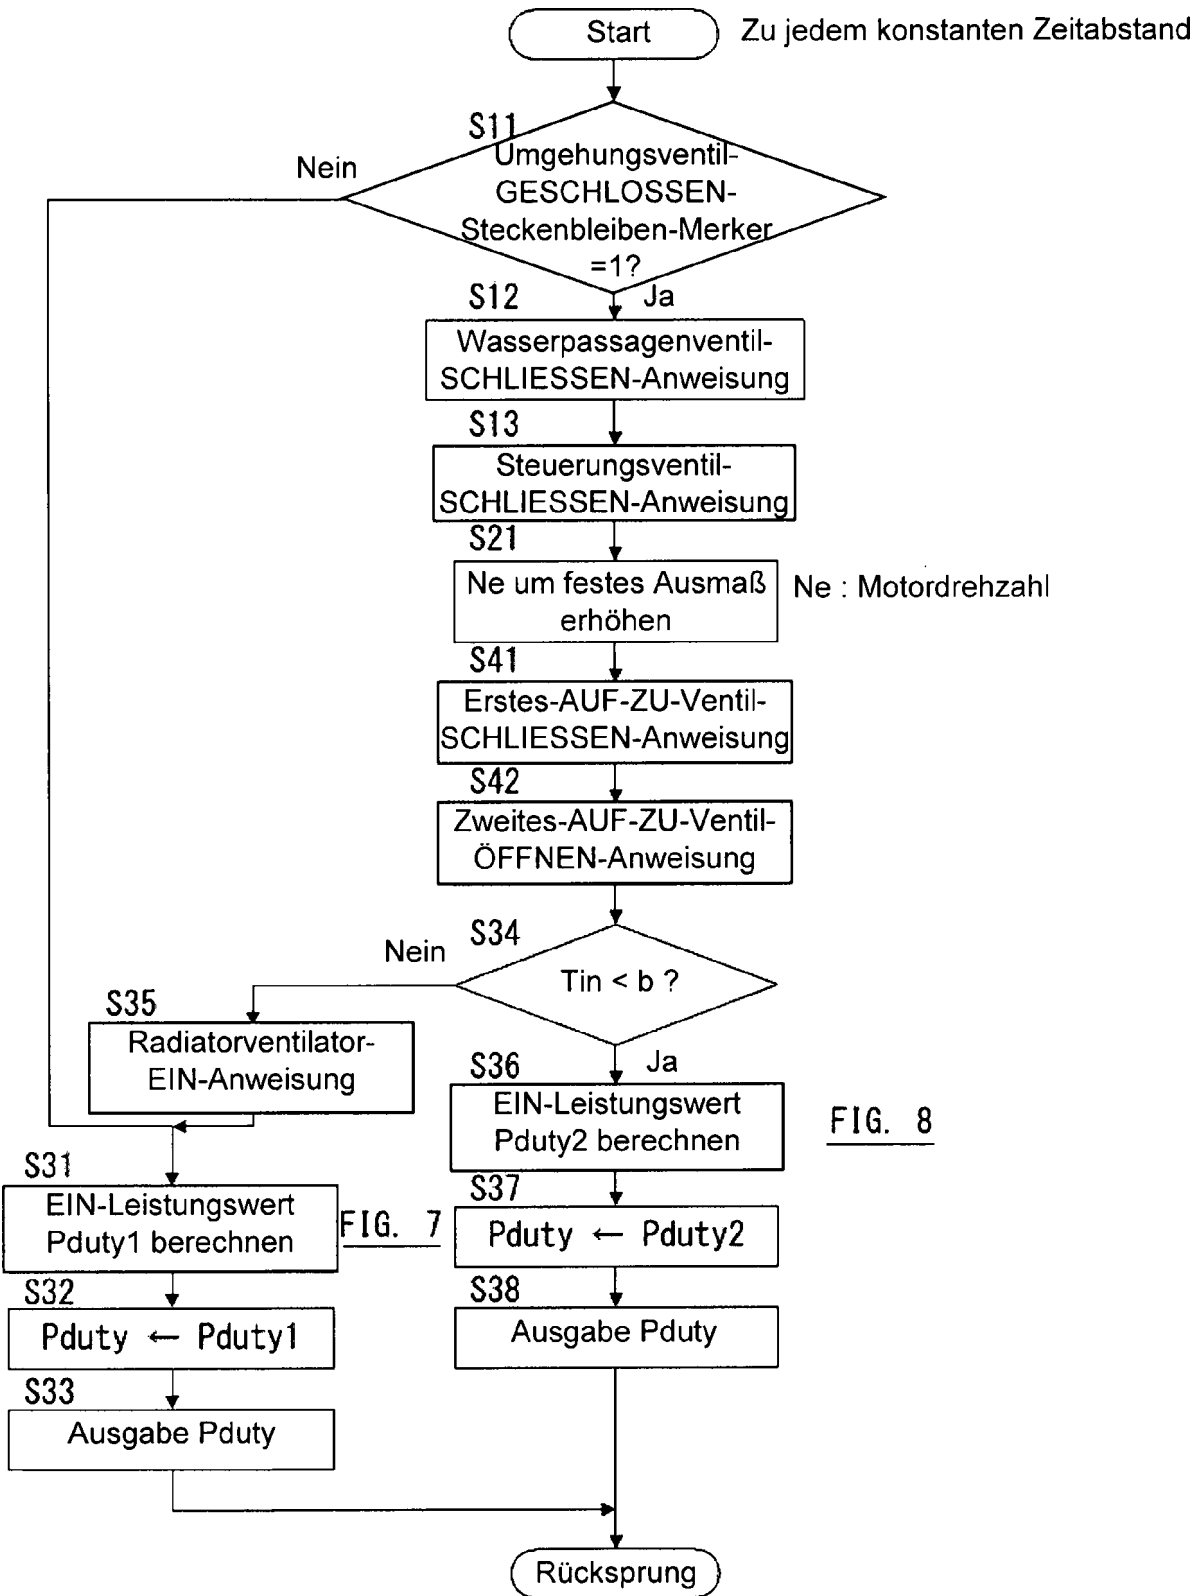 Start
Zu jedem konstanten Zeitabstand
S11
Nein
Umgehungsventil-
GESCHLOSSEN-
Steckenbleiben-Merker
=1?
S12
Ja
Wasserpassagenventil-
SCHLIESSEN-Anweisung
S13
Steuerungsventil-
SCHLIESSEN-Anweisung
S21
Ne um festes Ausmaß
erhöhen
Ne : Motordrehzahl
S41
Erstes-AUF-ZU-Ventil-
SCHLIESSEN-Anweisung
S42
Zweites-AUF-ZU-Ventil-
ÖFFNEN-Anweisung
S34
Nein
Tin < b ?
S35
Radiatorventilator-
EIN-Anweisung
Ja
S36
EIN-Leistungswert
Pduty2 berechnen
FIG. 8
S31
EIN-Leistungswert
Pduty1 berechnen
FIG. 7
S37
Pduty ← Pduty2
S32
Pduty ← Pduty1
S38
Ausgabe Pduty
S33
Ausgabe Pduty
Rücksprung